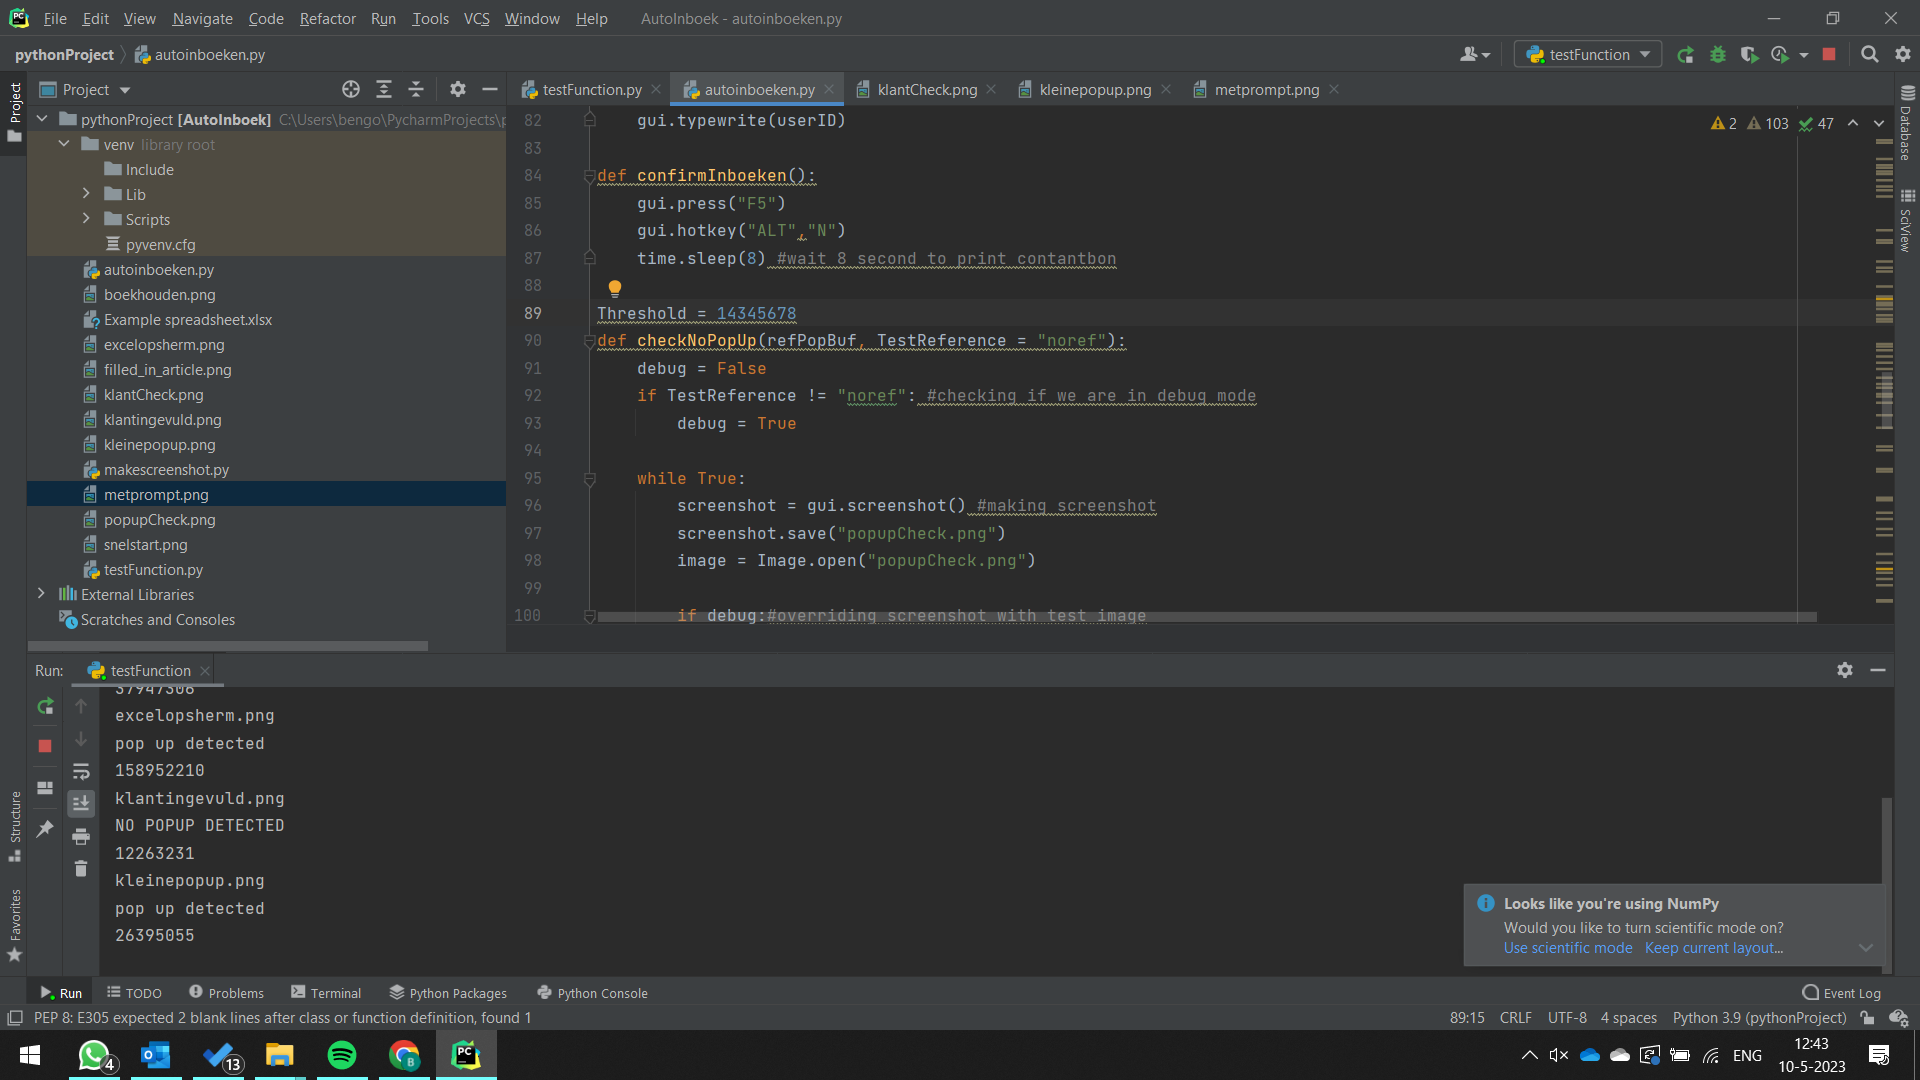 File Edit View Navigate Code Refactor Run Tools VCS Window Help AutoInboek - autoinboeken.py
pythonProject autoinboeken.py testFunction
Project
Project
pythonProject [AutoInboek] C:\Users\bengo\PycharmProjects\p
venv library root
Include
Lib
Scripts
pyvenv.cfg
autoinboeken.py
boekhouden.png
Example spreadsheet.xlsx
excelopsherm.png
filled_in_article.png
klantCheck.png
klantingevuld.png
kleinepopup.png
makescreenshot.py
metprompt.png
popupCheck.png
snelstart.png
testFunction.py
External Libraries
Scratches and Consoles
testFunction.py autoinboeken.py klantCheck.png kleinepopup.png metprompt.png
2 103 47
82 gui.typewrite(userID)
83
84 def confirmInboeken():
85 gui.press("F5")
86 gui.hotkey("ALT","N")
87 time.sleep(8) #wait 8 second to print contantbon
88
89 Threshold = 14345678
90 def checkNoPopUp(refPopBuf, TestReference = "noref"):
91 debug = False
92 if TestReference != "noref": #checking if we are in debug mode
93 debug = True
94
95 while True:
96 screenshot = gui.screenshot() #making screenshot
97 screenshot.save("popupCheck.png")
98 image = Image.open("popupCheck.png")
99
100 if debug:#overriding screenshot with test image
Database
SciView
Run: testFunction
37947306
excelopsherm.png
pop up detected
158952210
klantingevuld.png
NO POPUP DETECTED
12263231
kleinepopup.png
pop up detected
26395055
Structure
Favorites
Looks like you're using NumPy
Would you like to turn scientific mode on?
Use scientific mode Keep current layout...
Run TODO Problems Terminal Python Packages Python Console Event Log
PEP 8: E305 expected 2 blank lines after class or function definition, found 1 89:15 CRLF UTF-8 4 spaces Python 3.9 (pythonProject)
4 13 B PC ENG
12:43
10-5-2023